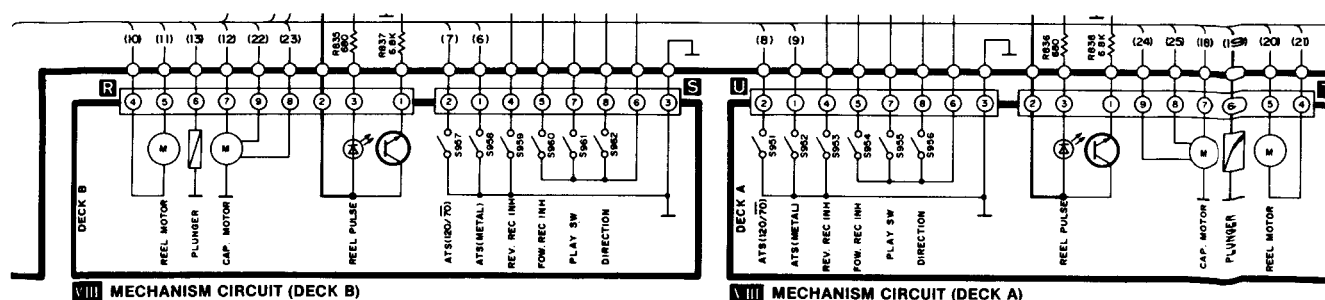 (10) (11) (13) (12) (22) (23) R835 680 R837 6.8K (7) (6) (8) (9) R836 680 R838 6.8K (24) (25) (18) (20) (21)
R S U
4 5 6 7 9 8 2 3 1 2 1 4 5 7 8 6 3 2 1 4 5 7 8 6 3 2 3 1 9 8 7 6 5 4
M M M M
S957 S958 S959 S960 S961 S962 S951 S952 S953 S954 S955 S956
DECK B
REEL MOTOR
PLUNGER
CAP. MOTOR
REEL PULSE
ATS(120/70)
ATS(METAL)
REV. REC INH
FOW. REC INH
PLAY SW
DIRECTION
DECK A
ATS(120/70)
ATS(METAL)
REV. REC INH
FOW. REC INH
PLAY SW
DIRECTION
REEL PULSE
CAP. MOTOR
PLUNGER
REEL MOTOR
VIII MECHANISM CIRCUIT (DECK B)
VIII MECHANISM CIRCUIT (DECK A)